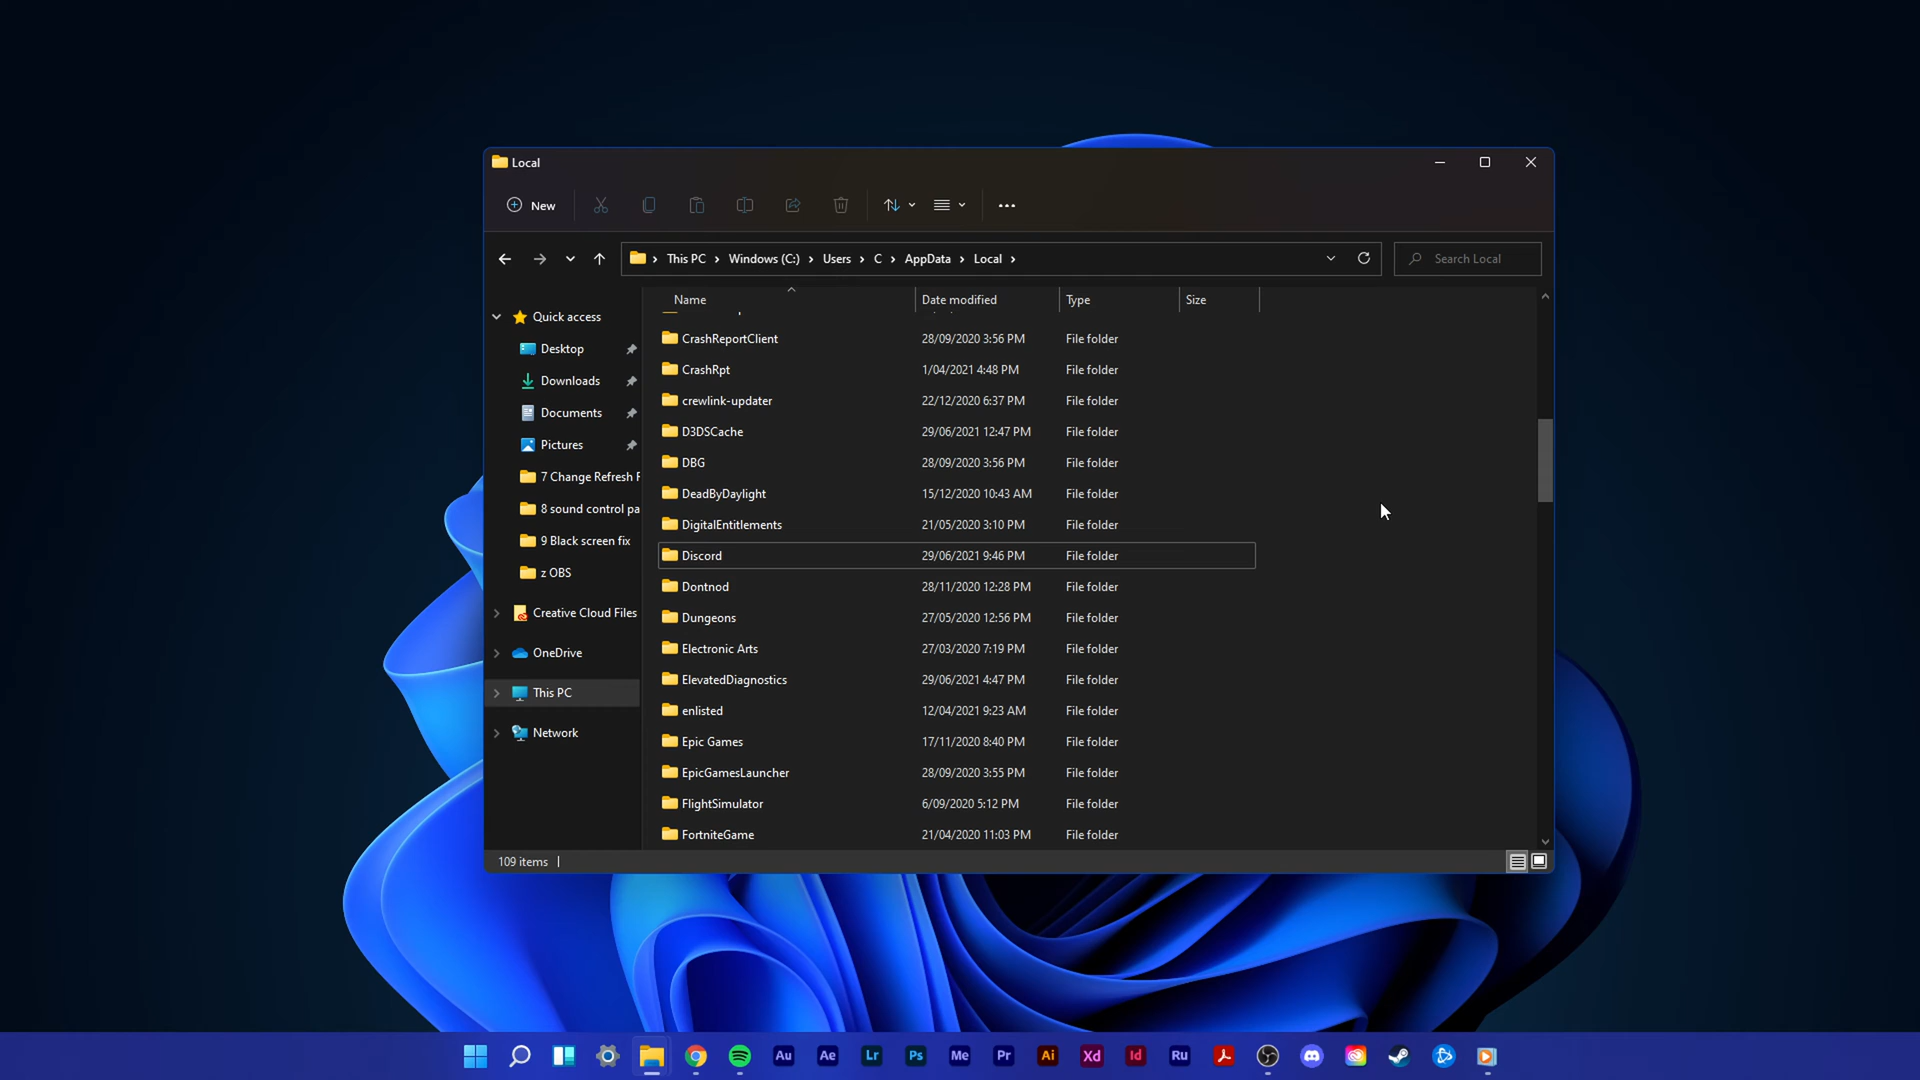 Local
New
This PC Windows (C:) Users C AppData Local
Search Local
Name Date modified Type Size
Quick access
Desktop
Downloads
Documents
Pictures
7 Change Refresh F
8 sound control pa
9 Black screen fix
z OBS
Creative Cloud Files
OneDrive
This PC
Network
CrashReportClient 28/09/2020 3:56 PM File folder
CrashRpt 1/04/2021 4:48 PM File folder
crewlink-updater 22/12/2020 6:37 PM File folder
D3DSCache 29/06/2021 12:47 PM File folder
DBG 28/09/2020 3:56 PM File folder
DeadByDaylight 15/12/2020 10:43 AM File folder
DigitalEntitlements 21/05/2020 3:10 PM File folder
Discord 29/06/2021 9:46 PM File folder
Dontnod 28/11/2020 12:28 PM File folder
Dungeons 27/05/2020 12:56 PM File folder
Electronic Arts 27/03/2020 7:19 PM File folder
ElevatedDiagnostics 29/06/2021 4:47 PM File folder
enlisted 12/04/2021 9:23 AM File folder
Epic Games 17/11/2020 8:40 PM File folder
EpicGamesLauncher 28/09/2020 3:55 PM File folder
FlightSimulator 6/09/2020 5:12 PM File folder
FortniteGame 21/04/2020 11:03 PM File folder
109 items
Au Ae Lr Ps Me Pr Ai Xd Id Ru